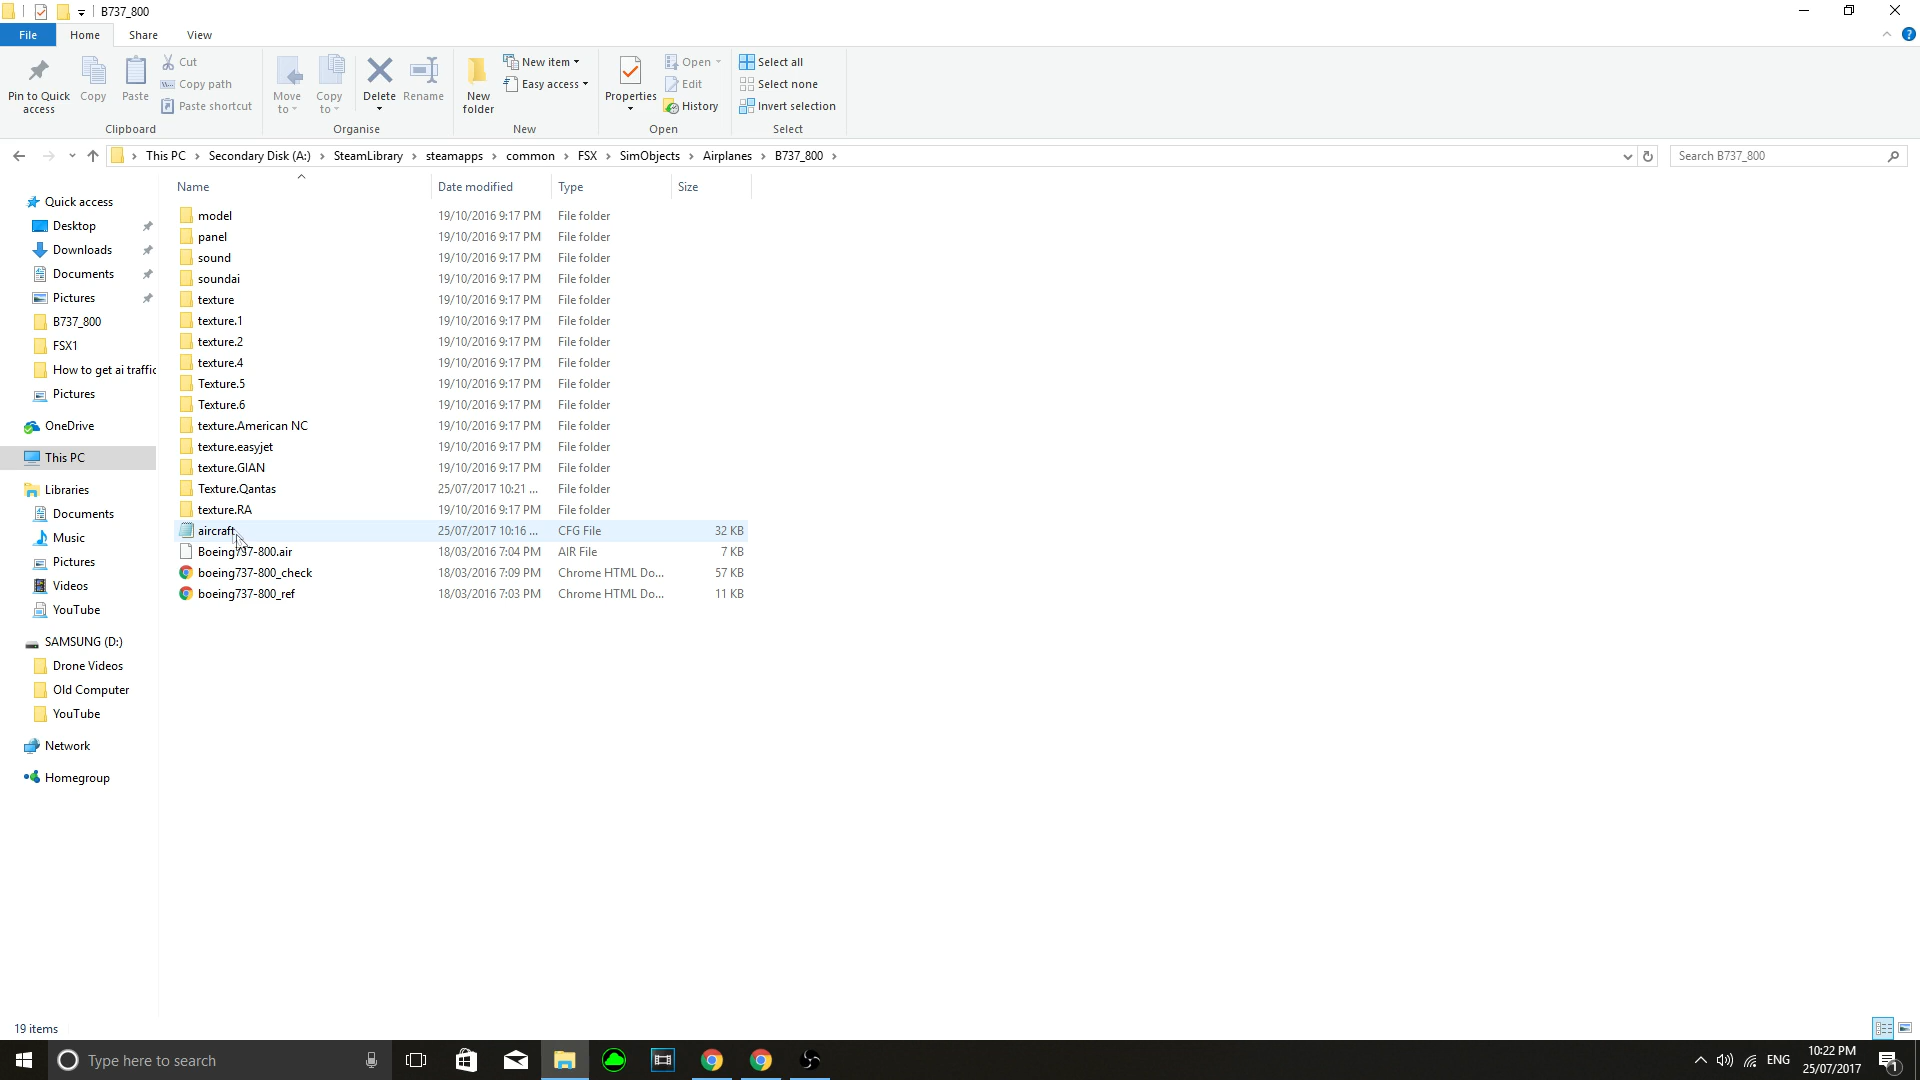 B737_800
File Home Share View
Pin to Quick access
Copy
Paste
Cut
Copy path
Paste shortcut
Clipboard
Move to
Copy to
Delete
Rename
Organise
New folder
New item
Easy access
New
Properties
Open
Edit
History
Open
Select all
Select none
Invert selection
Select
This PC Secondary Disk (A:) SteamLibrary steamapps common FSX SimObjects Airplanes B737_800
Search B737_800
Quick access
Desktop
Downloads
Documents
Pictures
B737_800
FSX1
How to get ai traffic
Pictures
OneDrive
This PC
Libraries
Documents
Music
Pictures
Videos
YouTube
SAMSUNG (D:)
Drone Videos
Old Computer
YouTube
Network
Homegroup
Name Date modified Type Size
model 19/10/2016 9:17 PM File folder
panel 19/10/2016 9:17 PM File folder
sound 19/10/2016 9:17 PM File folder
soundai 19/10/2016 9:17 PM File folder
texture 19/10/2016 9:17 PM File folder
texture.1 19/10/2016 9:17 PM File folder
texture.2 19/10/2016 9:17 PM File folder
texture.4 19/10/2016 9:17 PM File folder
Texture.5 19/10/2016 9:17 PM File folder
Texture.6 19/10/2016 9:17 PM File folder
texture.American NC 19/10/2016 9:17 PM File folder
texture.easyjet 19/10/2016 9:17 PM File folder
texture.GIAN 19/10/2016 9:17 PM File folder
Texture.Qantas 25/07/2017 10:21 ... File folder
texture.RA 19/10/2016 9:17 PM File folder
aircraft 25/07/2017 10:16 ... CFG File 32 KB
Boeing737-800.air 18/03/2016 7:04 PM AIR File 7 KB
boeing737-800_check 18/03/2016 7:09 PM Chrome HTML Do... 57 KB
boeing737-800_ref 18/03/2016 7:03 PM Chrome HTML Do... 11 KB
19 items
Type here to search
ENG
10:22 PM
25/07/2017
1